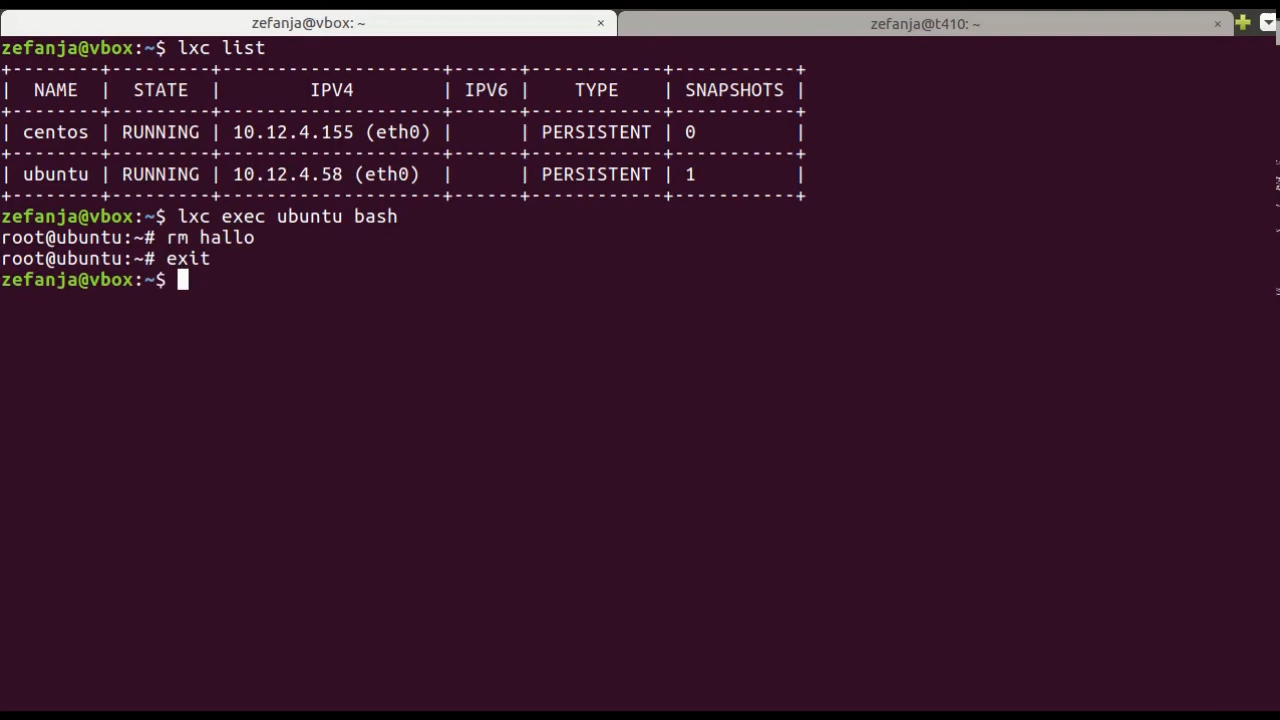 zefanja@vbox: ~ × zefanja@t410: ~ ×
zefanja@vbox:~$ lxc list
+--------+---------+---------------------+------+------------+-----------+
|  NAME  |  STATE  |        IPV4         | IPV6 |    TYPE    | SNAPSHOTS |
+--------+---------+---------------------+------+------------+-----------+
| centos | RUNNING | 10.12.4.155 (eth0) |      | PERSISTENT | 0         |
+--------+---------+---------------------+------+------------+-----------+
| ubuntu | RUNNING | 10.12.4.58 (eth0)  |      | PERSISTENT | 1         |
+--------+---------+---------------------+------+------------+-----------+
zefanja@vbox:~$ lxc exec ubuntu bash
root@ubuntu:~# rm hallo
root@ubuntu:~# exit
zefanja@vbox:~$